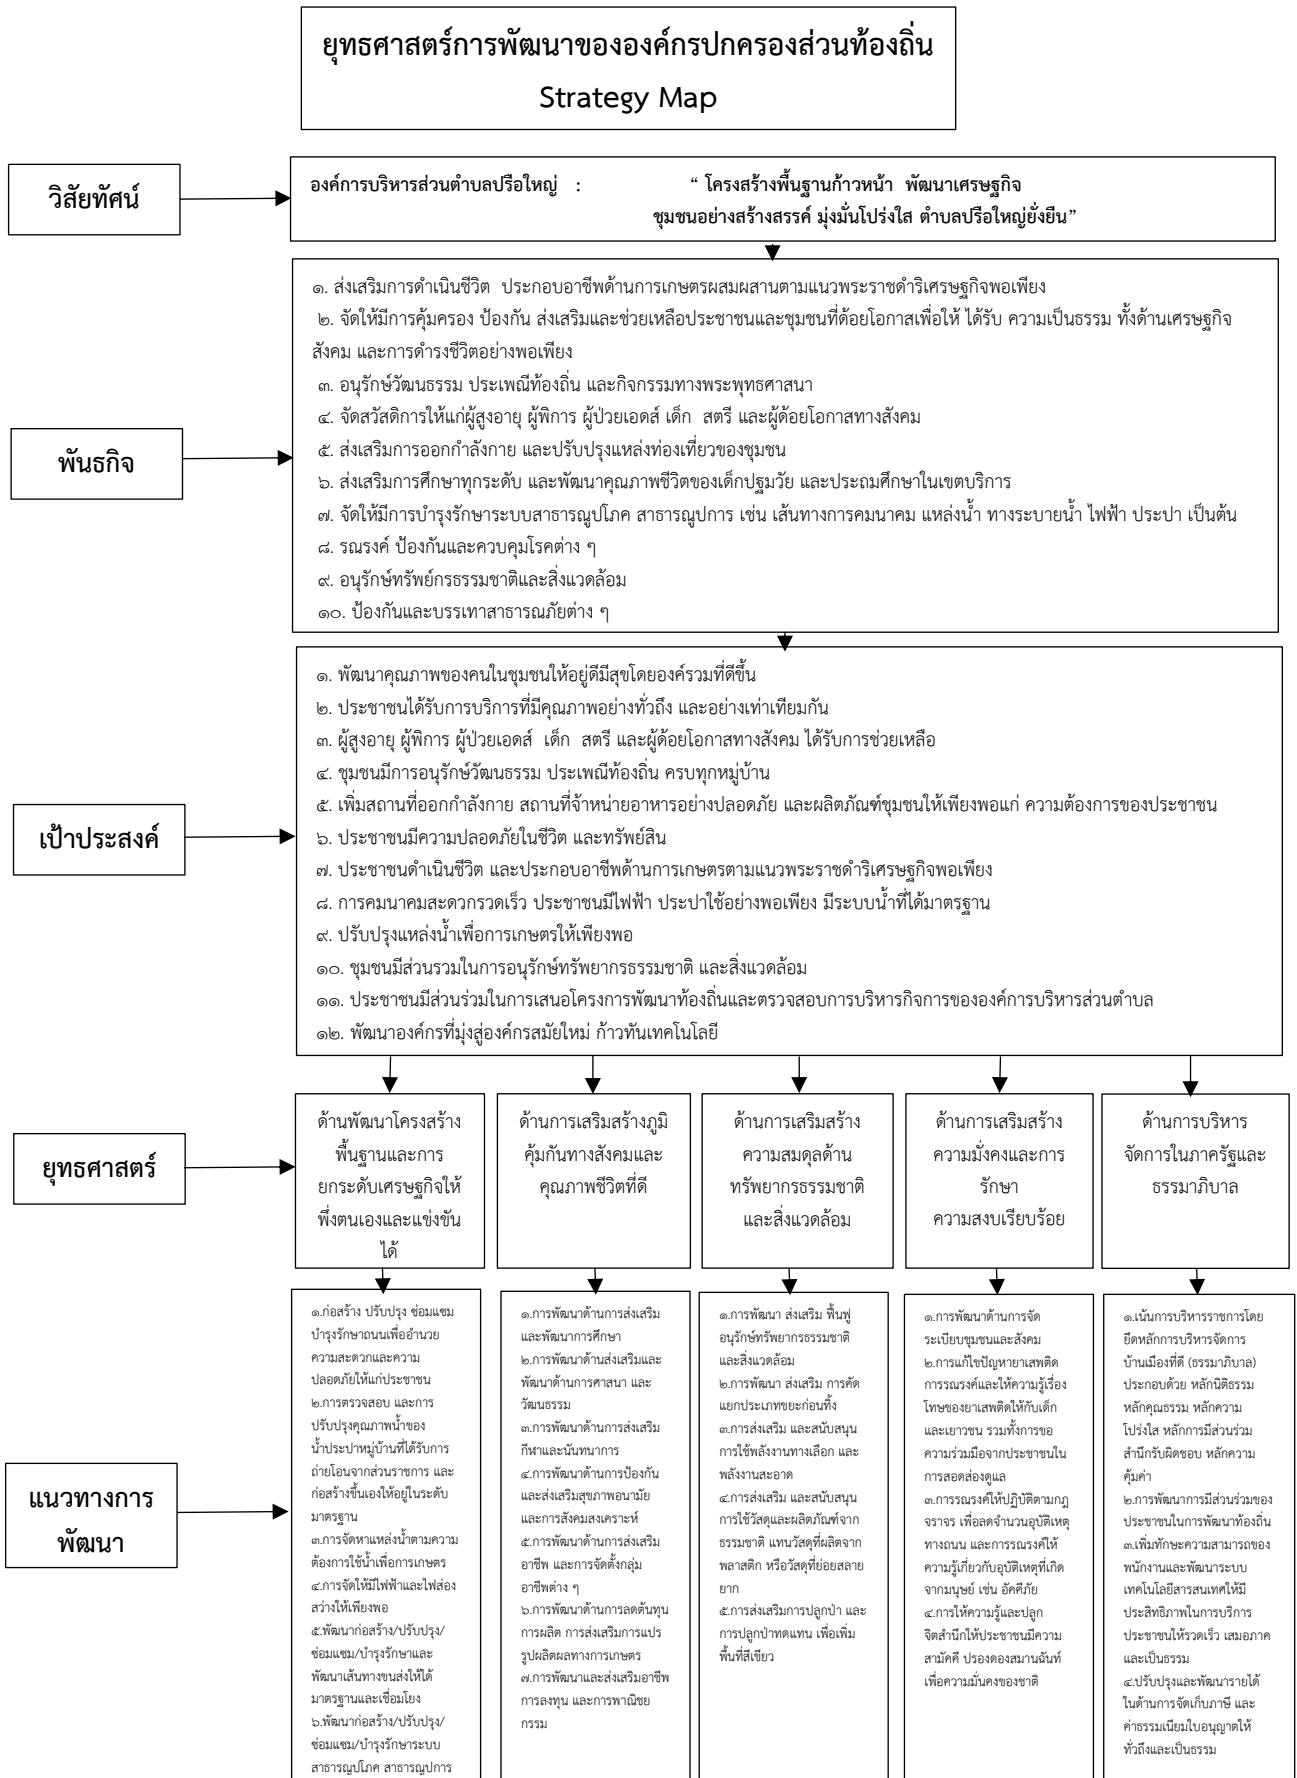 ยุทธศาสตร์การพัฒนาขององค์กรปกครองส่วนท้องถิ่น
Strategy Map
วิสัยทัศน์
องค์การบริหารส่วนตำบลปรือใหญ่ : “ โครงสร้างพื้นฐานก้าวหน้า พัฒนาเศรษฐกิจ
ชุมชนอย่างสร้างสรรค์ มุ่งมั่นโปร่งใส ตำบลปรือใหญ่ยั่งยืน”
พันธกิจ
๑. ส่งเสริมการดำเนินชีวิต ประกอบอาชีพด้านการเกษตรผสมผสานตามแนวพระราชดำริเศรษฐกิจพอเพียง
๒. จัดให้มีการคุ้มครอง ป้องกัน ส่งเสริมและช่วยเหลือประชาชนและชุมชนที่ด้อยโอกาสเพื่อให้ ได้รับ ความเป็นธรรม ทั้งด้านเศรษฐกิจ
สังคม และการดำรงชีวิตอย่างพอเพียง
๓. อนุรักษ์วัฒนธรรม ประเพณีท้องถิ่น และกิจกรรมทางพระพุทธศาสนา
๔. จัดสวัสดิการให้แก่ผู้สูงอายุ ผู้พิการ ผู้ป่วยเอดส์ เด็ก สตรี และผู้ด้อยโอกาสทางสังคม
๕. ส่งเสริมการออกกำลังกาย และปรับปรุงแหล่งท่องเที่ยวของชุมชน
๖. ส่งเสริมการศึกษาทุกระดับ และพัฒนาคุณภาพชีวิตของเด็กปฐมวัย และประถมศึกษาในเขตบริการ
๗. จัดให้มีการบำรุงรักษาระบบสาธารณูปโภค สาธารณูปการ เช่น เส้นทางการคมนาคม แหล่งน้ำ ทางระบายน้ำ ไฟฟ้า ประปา เป็นต้น
๘. รณรงค์ ป้องกันและควบคุมโรคต่าง ๆ
๙. อนุรักษ์ทรัพย์กรธรรมชาติและสิ่งแวดล้อม
๑๐. ป้องกันและบรรเทาสาธารณภัยต่าง ๆ
เป้าประสงค์
๑. พัฒนาคุณภาพของคนในชุมชนให้อยู่ดีมีสุขโดยองค์รวมที่ดีขึ้น
๒. ประชาชนได้รับการบริการที่มีคุณภาพอย่างทั่วถึง และอย่างเท่าเทียมกัน
๓. ผู้สูงอายุ ผู้พิการ ผู้ป่วยเอดส์ เด็ก สตรี และผู้ด้อยโอกาสทางสังคม ได้รับการช่วยเหลือ
๔. ชุมชนมีการอนุรักษ์วัฒนธรรม ประเพณีท้องถิ่น ครบทุกหมู่บ้าน
๕. เพิ่มสถานที่ออกกำลังกาย สถานที่จำหน่ายอาหารอย่างปลอดภัย และผลิตภัณฑ์ชุมชนให้เพียงพอแก่ ความต้องการของประชาชน
๖. ประชาชนมีความปลอดภัยในชีวิต และทรัพย์สิน
๗. ประชาชนดำเนินชีวิต และประกอบอาชีพด้านการเกษตรตามแนวพระราชดำริเศรษฐกิจพอเพียง
๘. การคมนาคมสะดวกรวดเร็ว ประชาชนมีไฟฟ้า ประปาใช้อย่างพอเพียง มีระบบน้ำที่ได้มาตรฐาน
๙. ปรับปรุงแหล่งน้ำเพื่อการเกษตรให้เพียงพอ
๑๐. ชุมชนมีส่วนรวมในการอนุรักษ์ทรัพยากรธรรมชาติ และสิ่งแวดล้อม
๑๑. ประชาชนมีส่วนร่วมในการเสนอโครงการพัฒนาท้องถิ่นและตรวจสอบการบริหารกิจการขององค์การบริหารส่วนตำบล
๑๒. พัฒนาองค์กรที่มุ่งสู่องค์กรสมัยใหม่ ก้าวทันเทคโนโลยี
ยุทธศาสตร์
ด้านพัฒนาโครงสร้าง
พื้นฐานและการ
ยกระดับเศรษฐกิจให้
พึ่งตนเองและแข่งขัน
ได้
ด้านการเสริมสร้างภูมิ
คุ้มกันทางสังคมและ
คุณภาพชีวิตที่ดี
ด้านการเสริมสร้าง
ความสมดุลด้าน
ทรัพยากรธรรมชาติ
และสิ่งแวดล้อม
ด้านการเสริมสร้าง
ความมั่งคงและการ
รักษา
ความสงบเรียบร้อย
ด้านการบริหาร
จัดการในภาครัฐและ
ธรรมาภิบาล
แนวทางการ
พัฒนา
๑.ก่อสร้าง ปรับปรุง ซ่อมแซม
บำรุงรักษาถนนเพื่ออำนวย
ความสะดวกและความ
ปลอดภัยให้แก่ประชาชน
๒.การตรวจสอบ และการ
ปรับปรุงคุณภาพน้ำของ
น้ำประปาหมู่บ้านที่ได้รับการ
ถ่ายโอนจากส่วนราชการ และ
ก่อสร้างขึ้นเองให้อยู่ในระดับ
มาตรฐาน
๓.การจัดหาแหล่งน้ำตามความ
ต้องการใช้น้ำเพื่อการเกษตร
๔.การจัดให้มีไฟฟ้าและไฟส่อง
สว่างให้เพียงพอ
๕.พัฒนาก่อสร้าง/ปรับปรุง/
ซ่อมแซม/บำรุงรักษาและ
พัฒนาเส้นทางขนส่งให้ได้
มาตรฐานและเชื่อมโยง
๖.พัฒนาก่อสร้าง/ปรับปรุง/
ซ่อมแซม/บำรุงรักษาระบบ
สาธารณูปโภค สาธารณูปการ
๑.การพัฒนาด้านการส่งเสริม
และพัฒนาการศึกษา
๒.การพัฒนาด้านส่งเสริมและ
พัฒนาด้านการศาสนา และ
วัฒนธรรม
๓.การพัฒนาด้านการส่งเสริม
กีฬาและนันทนาการ
๔.การพัฒนาด้านการป้องกัน
และส่งเสริมสุขภาพอนามัย
และการสังคมสงเคราะห์
๕.การพัฒนาด้านการส่งเสริม
อาชีพ และการจัดตั้งกลุ่ม
อาชีพต่าง ๆ
๖.การพัฒนาด้านการลดต้นทุน
การผลิต การส่งเสริมการแปร
รูปผลิตผลทางการเกษตร
๗.การพัฒนาและส่งเสริมอาชีพ
การลงทุน และการพาณิชย
กรรม
๑.การพัฒนา ส่งเสริม ฟื้นฟู
อนุรักษ์ทรัพยากรธรรมชาติ
และสิ่งแวดล้อม
๒.การพัฒนา ส่งเสริม การคัด
แยกประเภทขยะก่อนทิ้ง
๓.การส่งเสริม และสนับสนุน
การใช้พลังงานทางเลือก และ
พลังงานสะอาด
๔.การส่งเสริม และสนับสนุน
การใช้วัสดุและผลิตภัณฑ์จาก
ธรรมชาติ แทนวัสดุที่ผลิตจาก
พลาสติก หรือวัสดุที่ย่อยสลาย
ยาก
๕.การส่งเสริมการปลูกป่า และ
การปลูกป่าทดแทน เพื่อเพิ่ม
พื้นที่สีเขียว
๑.การพัฒนาด้านการจัด
ระเบียบชุมชนและสังคม
๒.การแก้ไขปัญหายาเสพติด
การรณรงค์และให้ความรู้เรื่อง
โทษของยาเสพติดให้กับเด็ก
และเยาวชน รวมทั้งการขอ
ความร่วมมือจากประชาชนใน
การสอดส่องดูแล
๓.การรณรงค์ให้ปฏิบัติตามกฎ
จราจร เพื่อลดจำนวนอุบัติเหตุ
ทางถนน และการรณรงค์ให้
ความรู้เกี่ยวกับอุบัติเหตุที่เกิด
จากมนุษย์ เช่น อัคคีภัย
๔.การให้ความรู้และปลูก
จิตสำนึกให้ประชาชนมีความ
สามัคคี ปรองดองสมานฉันท์
เพื่อความมั่นคงของชาติ
๑.เน้นการบริหารราชการโดย
ยึดหลักการบริหารจัดการ
บ้านเมืองที่ดี (ธรรมาภิบาล)
ประกอบด้วย หลักนิติธรรม
หลักคุณธรรม หลักความ
โปร่งใส หลักการมีส่วนร่วม
สำนึกรับผิดชอบ หลักความ
คุ้มค่า
๒.การพัฒนาการมีส่วนร่วมของ
ประชาชนในการพัฒนาท้องถิ่น
๓.เพิ่มทักษะความสามารถของ
พนักงานและพัฒนาระบบ
เทคโนโลยีสารสนเทศให้มี
ประสิทธิภาพในการบริการ
ประชาชนให้รวดเร็ว เสมอภาค
และเป็นธรรม
๔.ปรับปรุงและพัฒนารายได้
ในด้านการจัดเก็บภาษี และ
ค่าธรรมเนียมใบอนุญาตให้
ทั่วถึงและเป็นธรรม